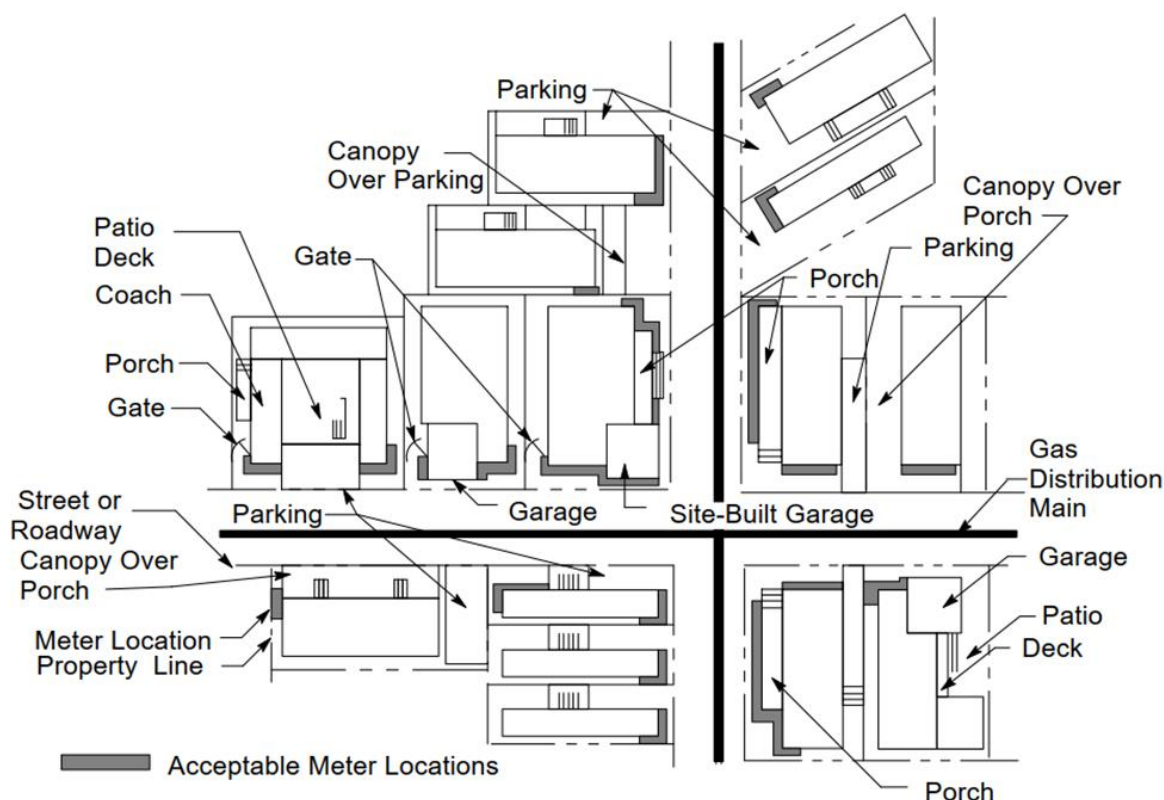 Parking
Canopy
Over Parking
Canopy Over
Porch
Parking
Patio
Deck
Gate
Coach
Porch
Porch
Gate
Gas
Distribution
Main
Street or
Roadway
Parking
Garage
Site-Built Garage
Canopy Over
Porch
Garage
Meter Location
Property Line
Patio
Deck
Acceptable Meter Locations
Porch